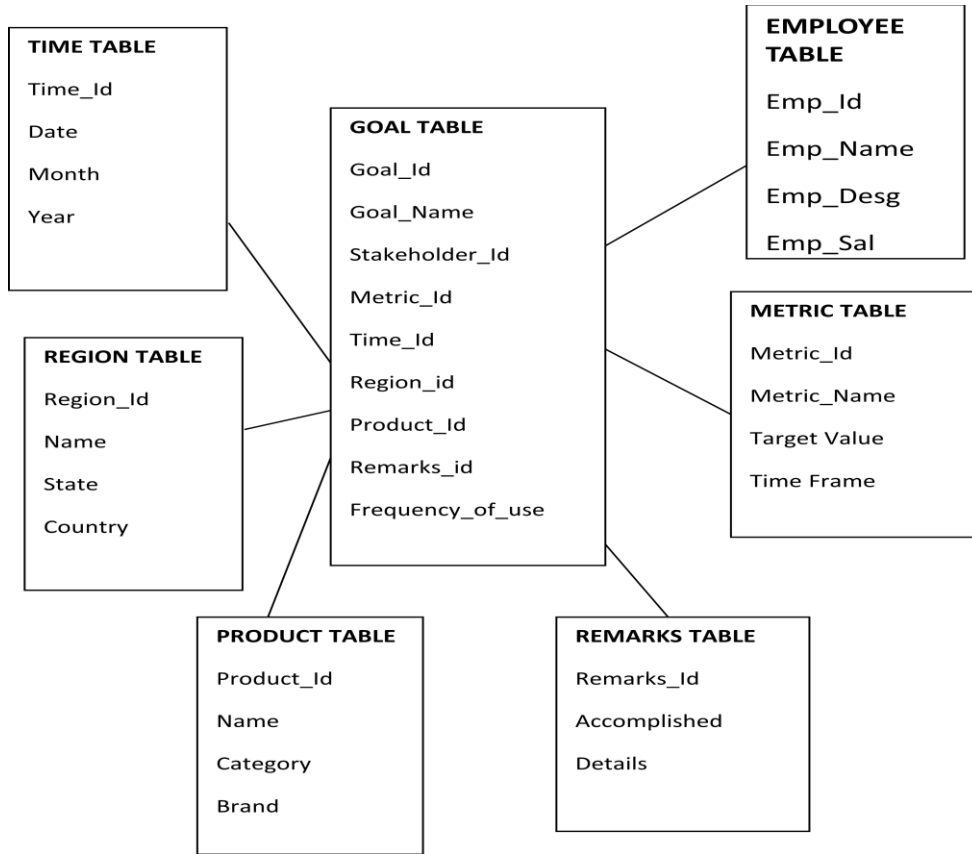 TIME TABLE
Time_Id
Date
Month
Year
REGION TABLE
Region_Id
Name
State
Country
GOAL TABLE
Goal_Id
Goal_Name
Stakeholder_Id
Metric_Id
Time_Id
Region_id
Product_Id
Remarks_id
Frequency_of_use
EMPLOYEE
TABLE
Emp_Id
Emp_Name
Emp_Desg
Emp_Sal
METRIC TABLE
Metric_Id
Metric_Name
Target Value
Time Frame
PRODUCT TABLE
Product_Id
Name
Category
Brand
REMARKS TABLE
Remarks_Id
Accomplished
Details